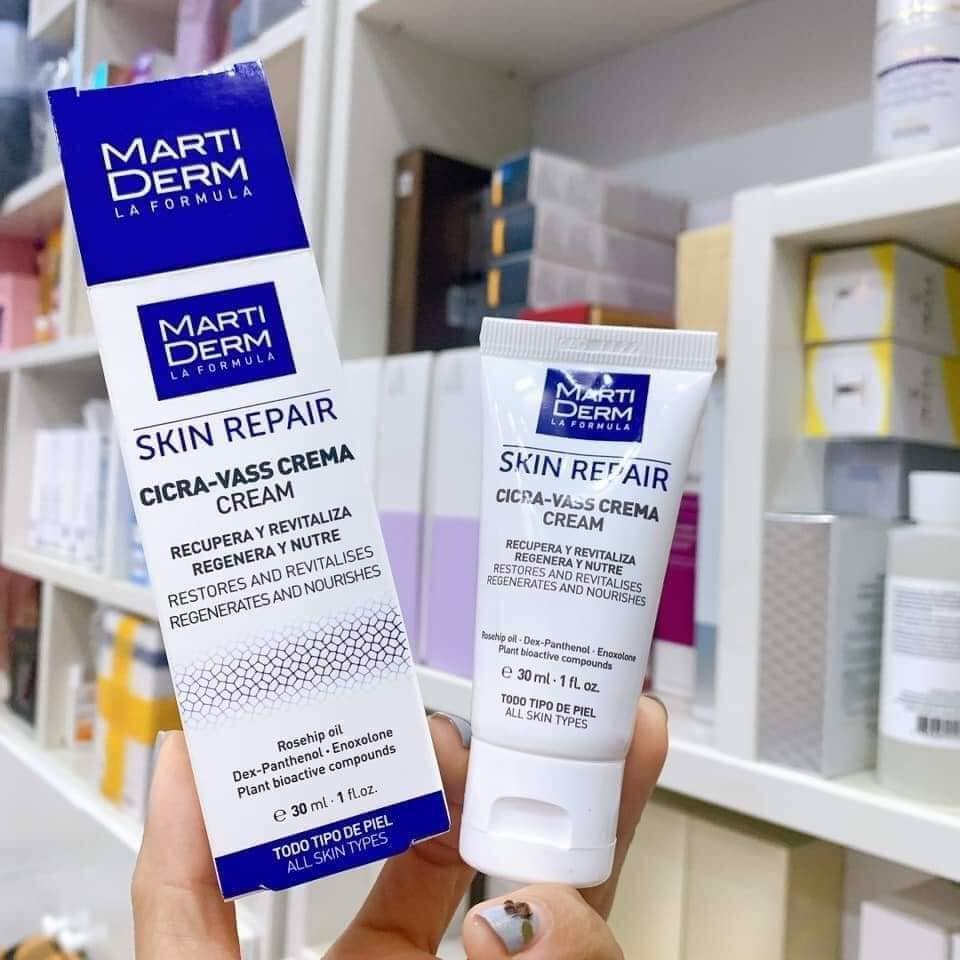 MARTI
DERM
LA FORMULA
MARTI
DERM
LA FORMULA
SKIN REPAIR
CICRA-VASS CREMA
CREAM
RECUPERA Y REVITALIZA
REGENERA Y NUTRE
RESTORES AND REVITALISES
REGENERATES AND NOURISHES
Rosehip oil
Dex-Panthenol · Enoxolone
Plant bioactive compounds
℮ 30 ml · 1 fl.oz.
TODO TIPO DE PIEL
ALL SKIN TYPES
MARTI
DERM
LA FORMULA
SKIN REPAIR
CICRA-VASS CREMA
CREAM
RECUPERA Y REVITALIZA
REGENERA Y NUTRE
RESTORES AND REVITALISES
REGENERATES AND NOURISHES
Rosehip oil · Dex-Panthenol · Enoxolone
Plant bioactive compounds
℮ 30 ml · 1 fl. oz.
TODO TIPO DE PIEL
ALL SKIN TYPES